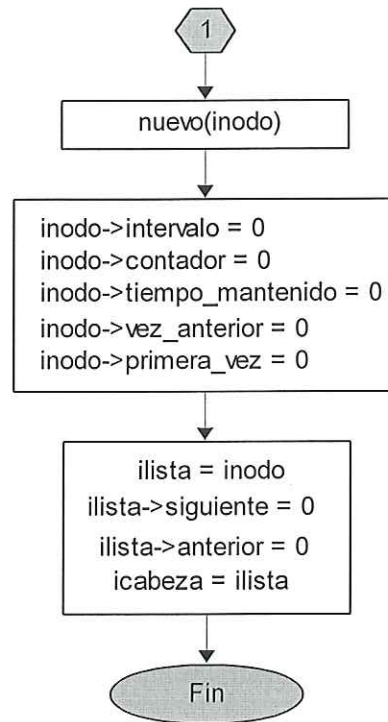 1
nuevo(inodo)
inodo->intervalo = 0
inodo->contador = 0
inodo->tiempo_mantenido = 0
inodo->vez_anterior = 0
inodo->primera_vez = 0
ilista = inodo
ilista->siguiente = 0
ilista->anterior = 0
icabeza = ilista
Fin